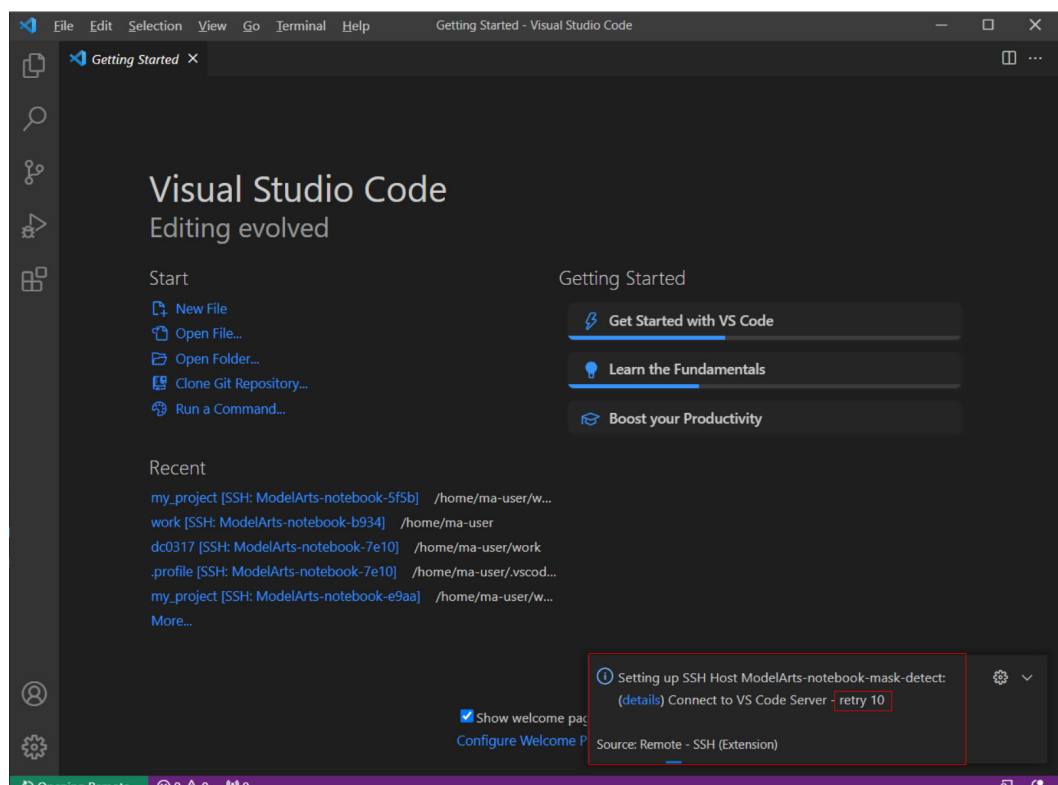 File Edit Selection View Go Terminal Help Getting Started - Visual Studio Code
Getting Started
Visual Studio Code
Editing evolved
Start
New File
Open File...
Open Folder...
Clone Git Repository...
Run a Command...
Getting Started
Get Started with VS Code
Learn the Fundamentals
Boost your Productivity
Recent
my_project [SSH: ModelArts-notebook-5f5b] /home/ma-user/w...
work [SSH: ModelArts-notebook-b934] /home/ma-user
dc0317 [SSH: ModelArts-notebook-7e10] /home/ma-user/work
.profile [SSH: ModelArts-notebook-7e10] /home/ma-user/.vscod...
my_project [SSH: ModelArts-notebook-e9aa] /home/ma-user/w...
More...
Show welcome pag
Configure Welcome P
Setting up SSH Host ModelArts-notebook-mask-detect:
(details) Connect to VS Code Server - retry 10
Source: Remote - SSH (Extension)